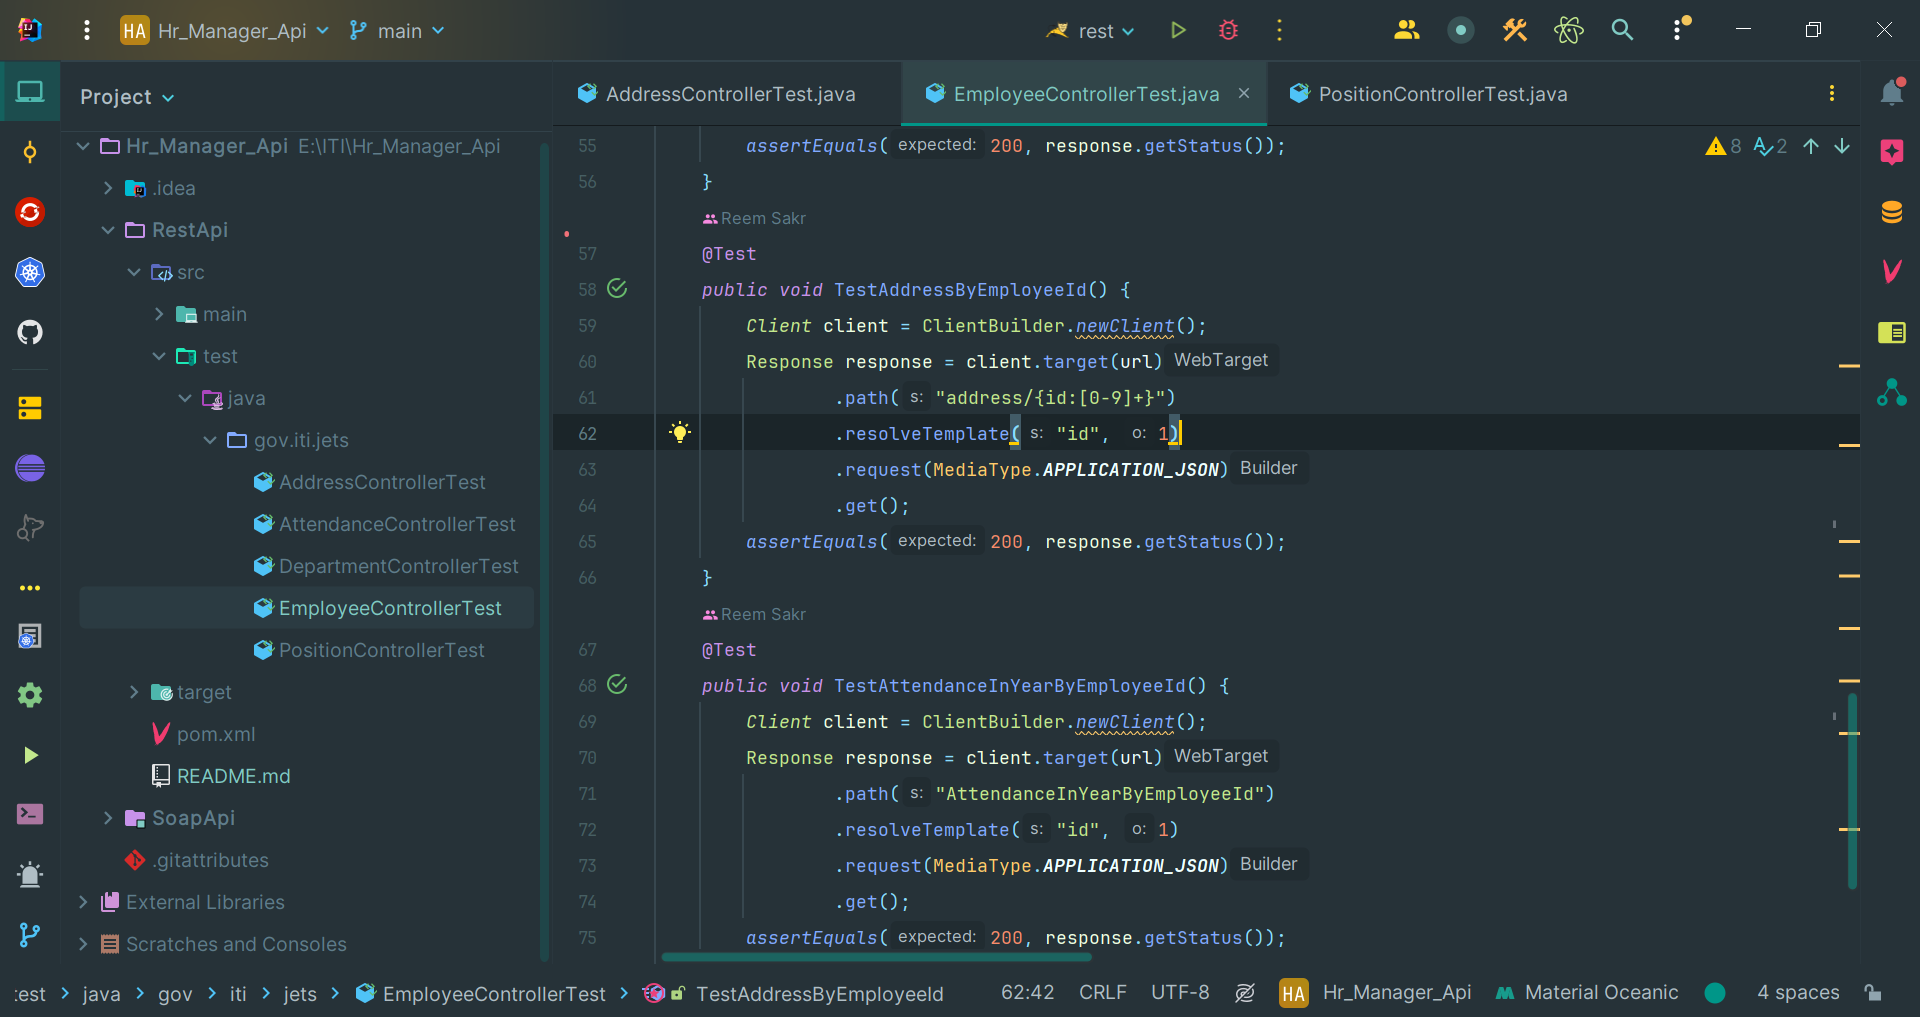 HA Hr_Manager_Api main rest
Project
AddressControllerTest.java EmployeeControllerTest.java PositionControllerTest.java
Hr_Manager_Api E:\ITI\Hr_Manager_Api
.idea
RestApi
src
main
test
java
gov.iti.jets
AddressControllerTest
AttendanceControllerTest
DepartmentControllerTest
EmployeeControllerTest
PositionControllerTest
target
pom.xml
README.md
SoapApi
.gitattributes
External Libraries
Scratches and Consoles
8 2
55 assertEquals( expected: 200, response.getStatus());
56 }
Reem Sakr
57 @Test
58 public void TestAddressByEmployeeId() {
59 Client client = ClientBuilder.newClient();
60 Response response = client.target(url) WebTarget
61 .path( s: "address/{id:[0-9]+}")
62 .resolveTemplate( s: "id", o: 1)
63 .request(MediaType.APPLICATION_JSON) Builder
64 .get();
65 assertEquals( expected: 200, response.getStatus());
66 }
Reem Sakr
67 @Test
68 public void TestAttendanceInYearByEmployeeId() {
69 Client client = ClientBuilder.newClient();
70 Response response = client.target(url) WebTarget
71 .path( s: "AttendanceInYearByEmployeeId")
72 .resolveTemplate( s: "id", o: 1)
73 .request(MediaType.APPLICATION_JSON) Builder
74 .get();
75 assertEquals( expected: 200, response.getStatus());
test > java > gov > iti > jets > EmployeeControllerTest > TestAddressByEmployeeId 62:42 CRLF UTF-8 HA Hr_Manager_Api Material Oceanic 4 spaces